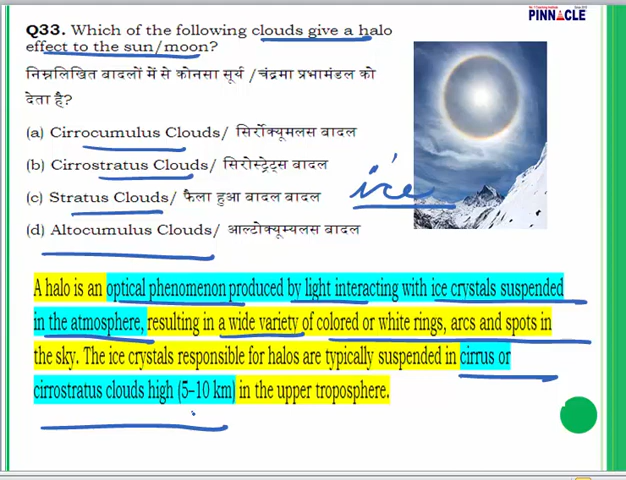 PINNACLE
Q33. Which of the following clouds give a halo
effect to the sun/moon?
निम्नलिखित बादलों में से कोनसा सूर्य /चंद्रमा प्रभामंडल को
देता है?
(a) Cirrocumulus Clouds/ सिर्रोक्यूमलस बादल
(b) Cirrostratus Clouds/ सिरोस्ट्रेट्स बादल
(c) Stratus Clouds/ फैला हुआ बादल बादल
ice
(d) Altocumulus Clouds/ आल्टोक्यूम्यलस बादल
A halo is an optical phenomenon produced by light interacting with ice crystals suspended
in the atmosphere, resulting in a wide variety of colored or white rings, arcs and spots in
the sky. The ice crystals responsible for halos are typically suspended in cirrus or
cirrostratus clouds high (5–10 km) in the upper troposphere.